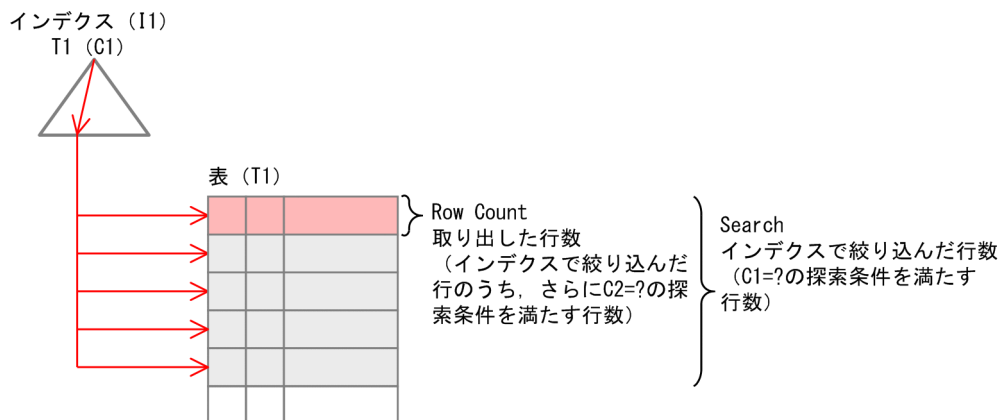 インデクス（I1）
T1（C1）
表（T1）
Row Count
取り出した行数
（インデクスで絞り込んだ
行のうち，さらにC2=?の探
索条件を満たす行数）
Search
インデクスで絞り込んだ行数
（C1=?の探索条件を満たす
行数）